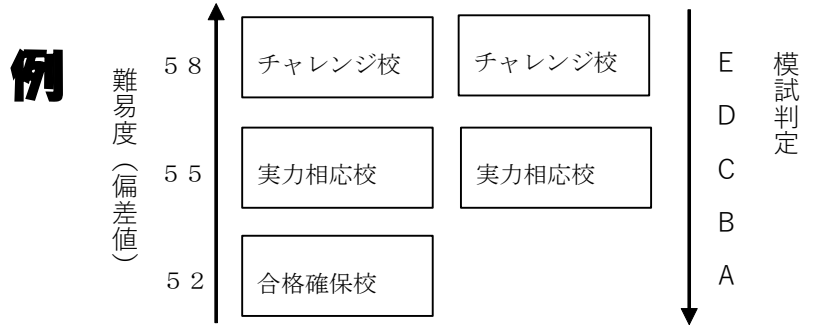 例
難易度（偏差値）
５８
チャレンジ校
チャレンジ校
５５
実力相応校
実力相応校
５２
合格確保校
E
D
C
B
A
模試判定